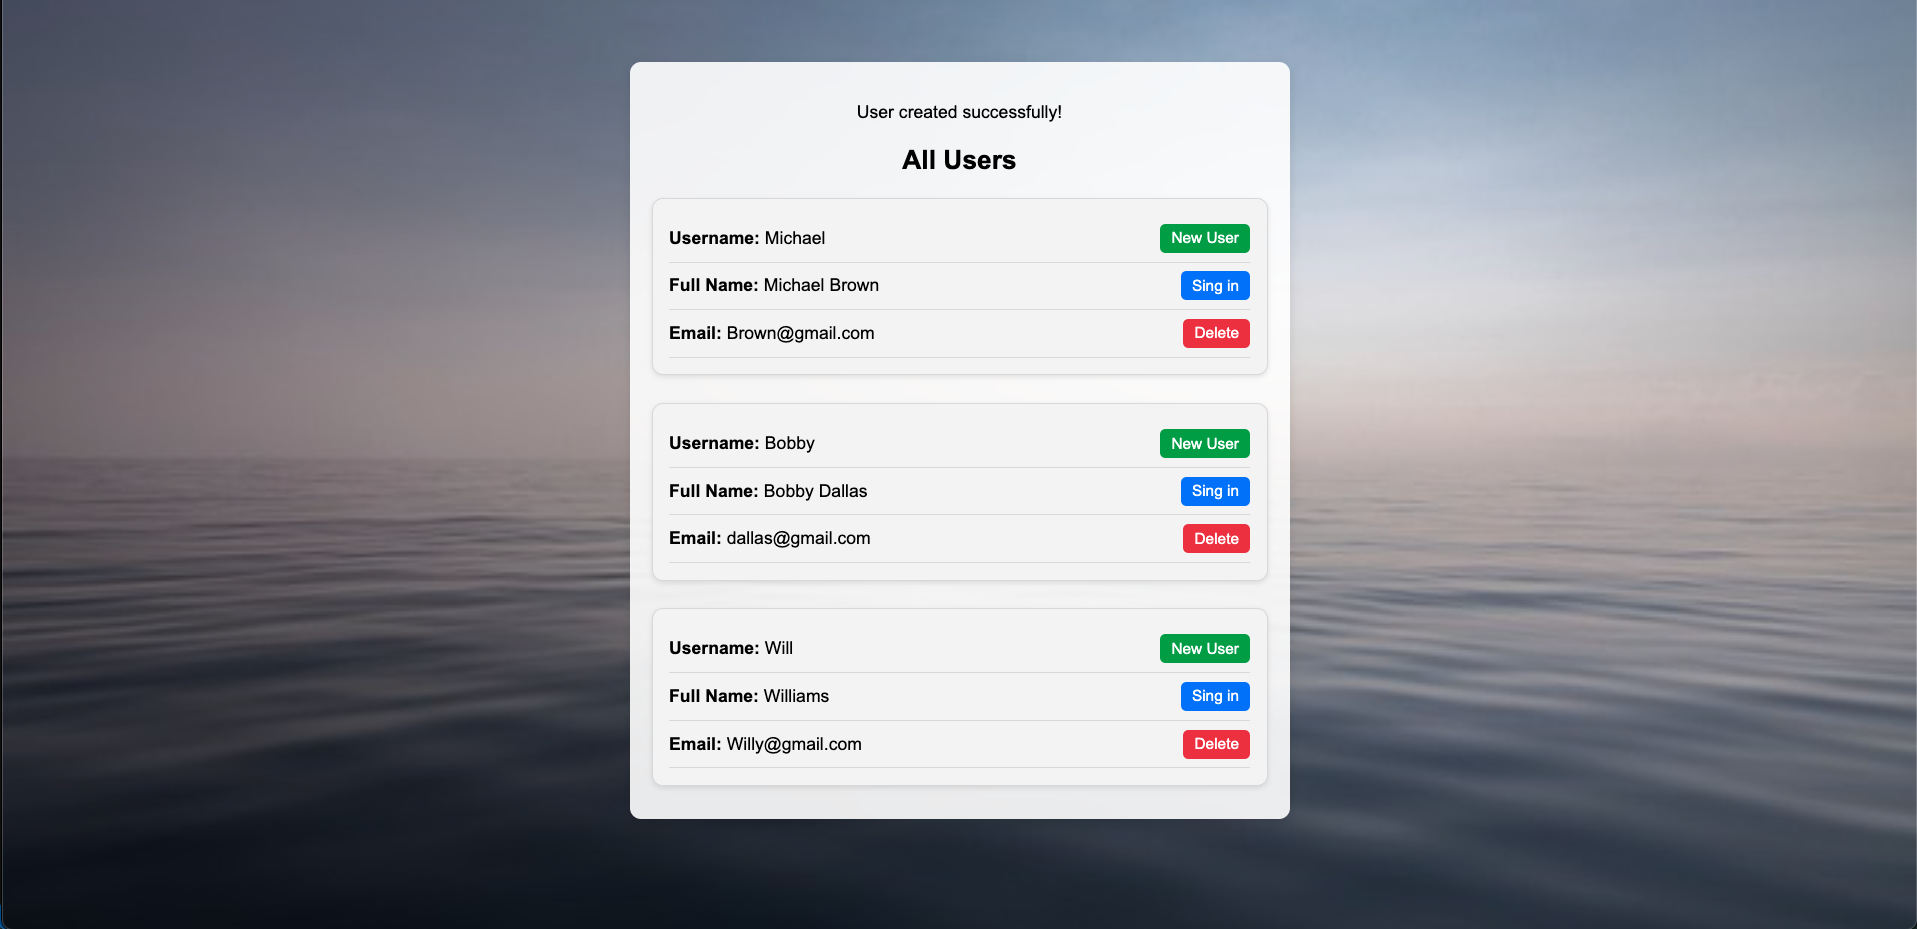 User created successfully!
All Users
Username: Michael New User
Full Name: Michael Brown Sing in
Email: Brown@gmail.com Delete
Username: Bobby New User
Full Name: Bobby Dallas Sing in
Email: dallas@gmail.com Delete
Username: Will New User
Full Name: Williams Sing in
Email: Willy@gmail.com Delete